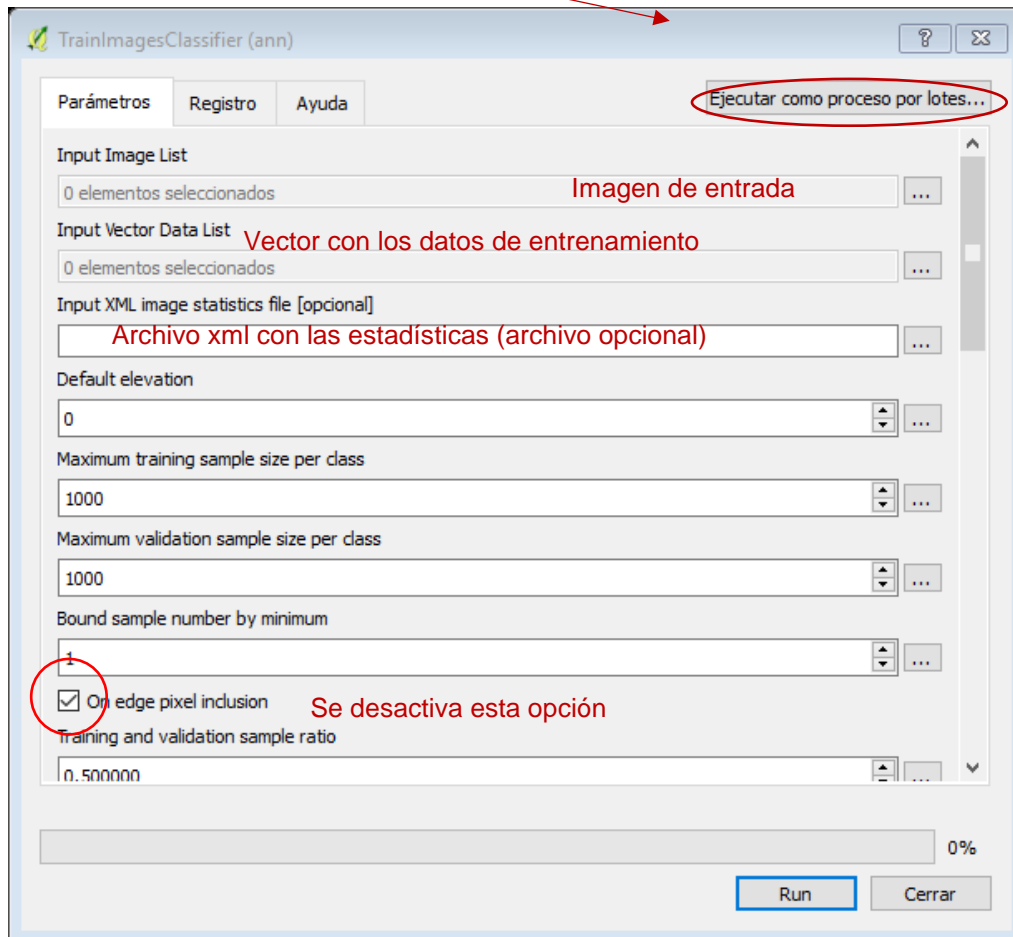 TrainImagesClassifier (ann)
Parámetros
Registro
Ayuda
Ejecutar como proceso por lotes...
Input Image List
0 elementos seleccionados
Imagen de entrada
...
Input Vector Data List
Vector con los datos de entrenamiento
0 elementos seleccionados
...
Input XML image statistics file [opcional]
Archivo xml con las estadísticas (archivo opcional)
...
Default elevation
0
...
Maximum training sample size per class
1000
...
Maximum validation sample size per class
1000
...
Bound sample number by minimum
1
...
On edge pixel inclusion
Se desactiva esta opción
Training and validation sample ratio
0.500000
...
0%
Run
Cerrar